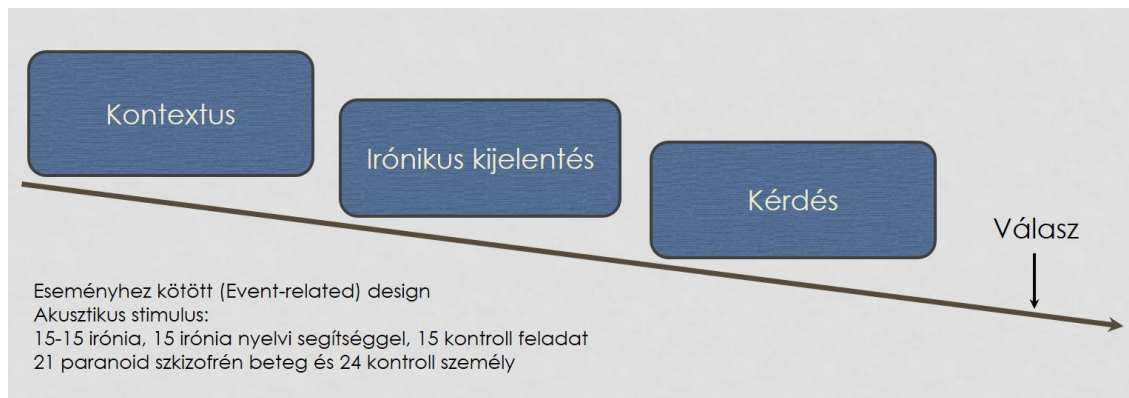 Kontextus
Irónikus kijelentés
Kérdés
Válasz
Eseményhez kötött (Event-related) design
Akusztikus stimulus:
15-15 irónia, 15 irónia nyelvi segítséggel, 15 kontroll feladat
21 paranoid szkizofrén beteg és 24 kontroll személy